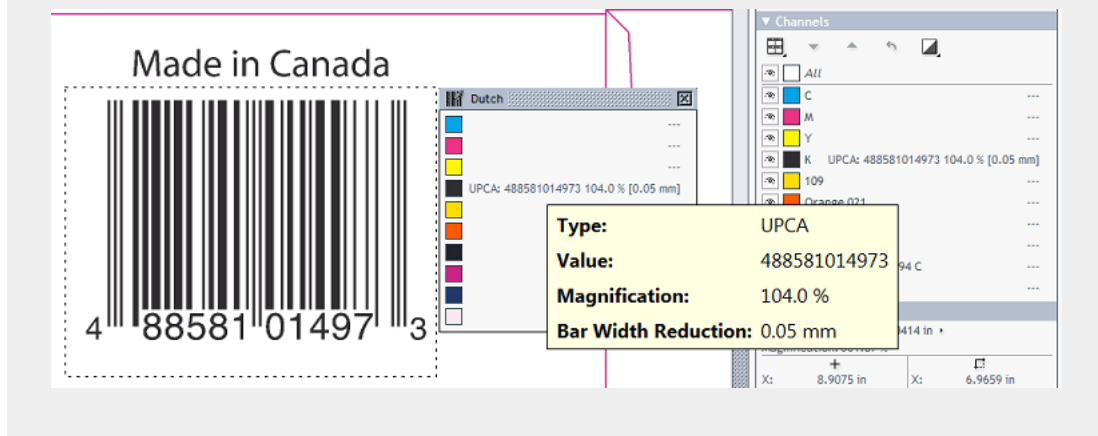 Made in Canada
4 88581 01497 3
Dutch
---
---
---
UPCA: 488581014973 104.0 % [0.05 mm]
Type: UPCA
Value: 488581014973
Magnification: 104.0 %
Bar Width Reduction: 0.05 mm
Channels
All
C ---
M ---
Y ---
K UPCA: 488581014973 104.0 % [0.05 mm]
109 ---
Orange 021 ---
---
94 C ---
---
414 in
X: 8.9075 in X: 6.9659 in